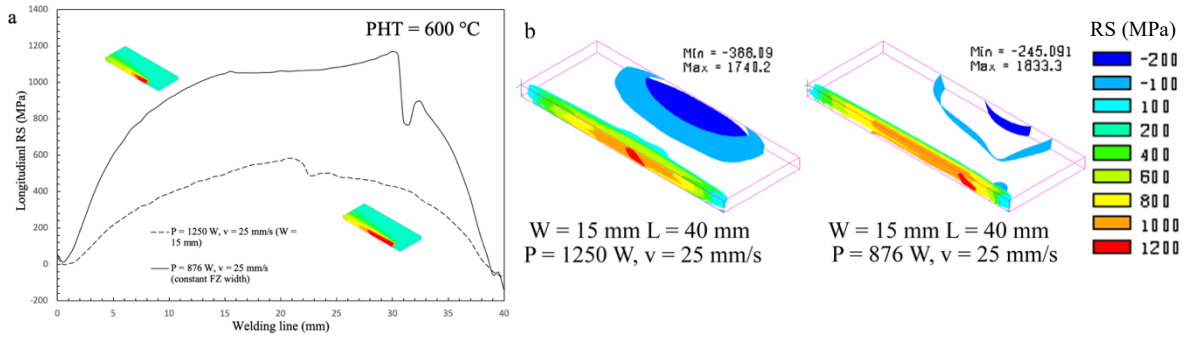 a
PHT = 600 °C
1400
1200
1000
800
600
400
200
0
-200
Longitudianl RS (MPa)
P = 1250 W, v = 25 mm/s (W =
15 mm)
P = 876 W, v = 25 mm/s
(constant FZ width)
0
5
10
15
20
25
30
35
40
Welding line (mm)
b
Min = -388.09
Max = 1740.2
W = 15 mm L = 40 mm
P = 1250 W, v = 25 mm/s
Min = -245.091
Max = 1833.3
W = 15 mm L = 40 mm
P = 876 W, v = 25 mm/s
RS (MPa)
-200
-100
100
200
400
600
800
1000
1200